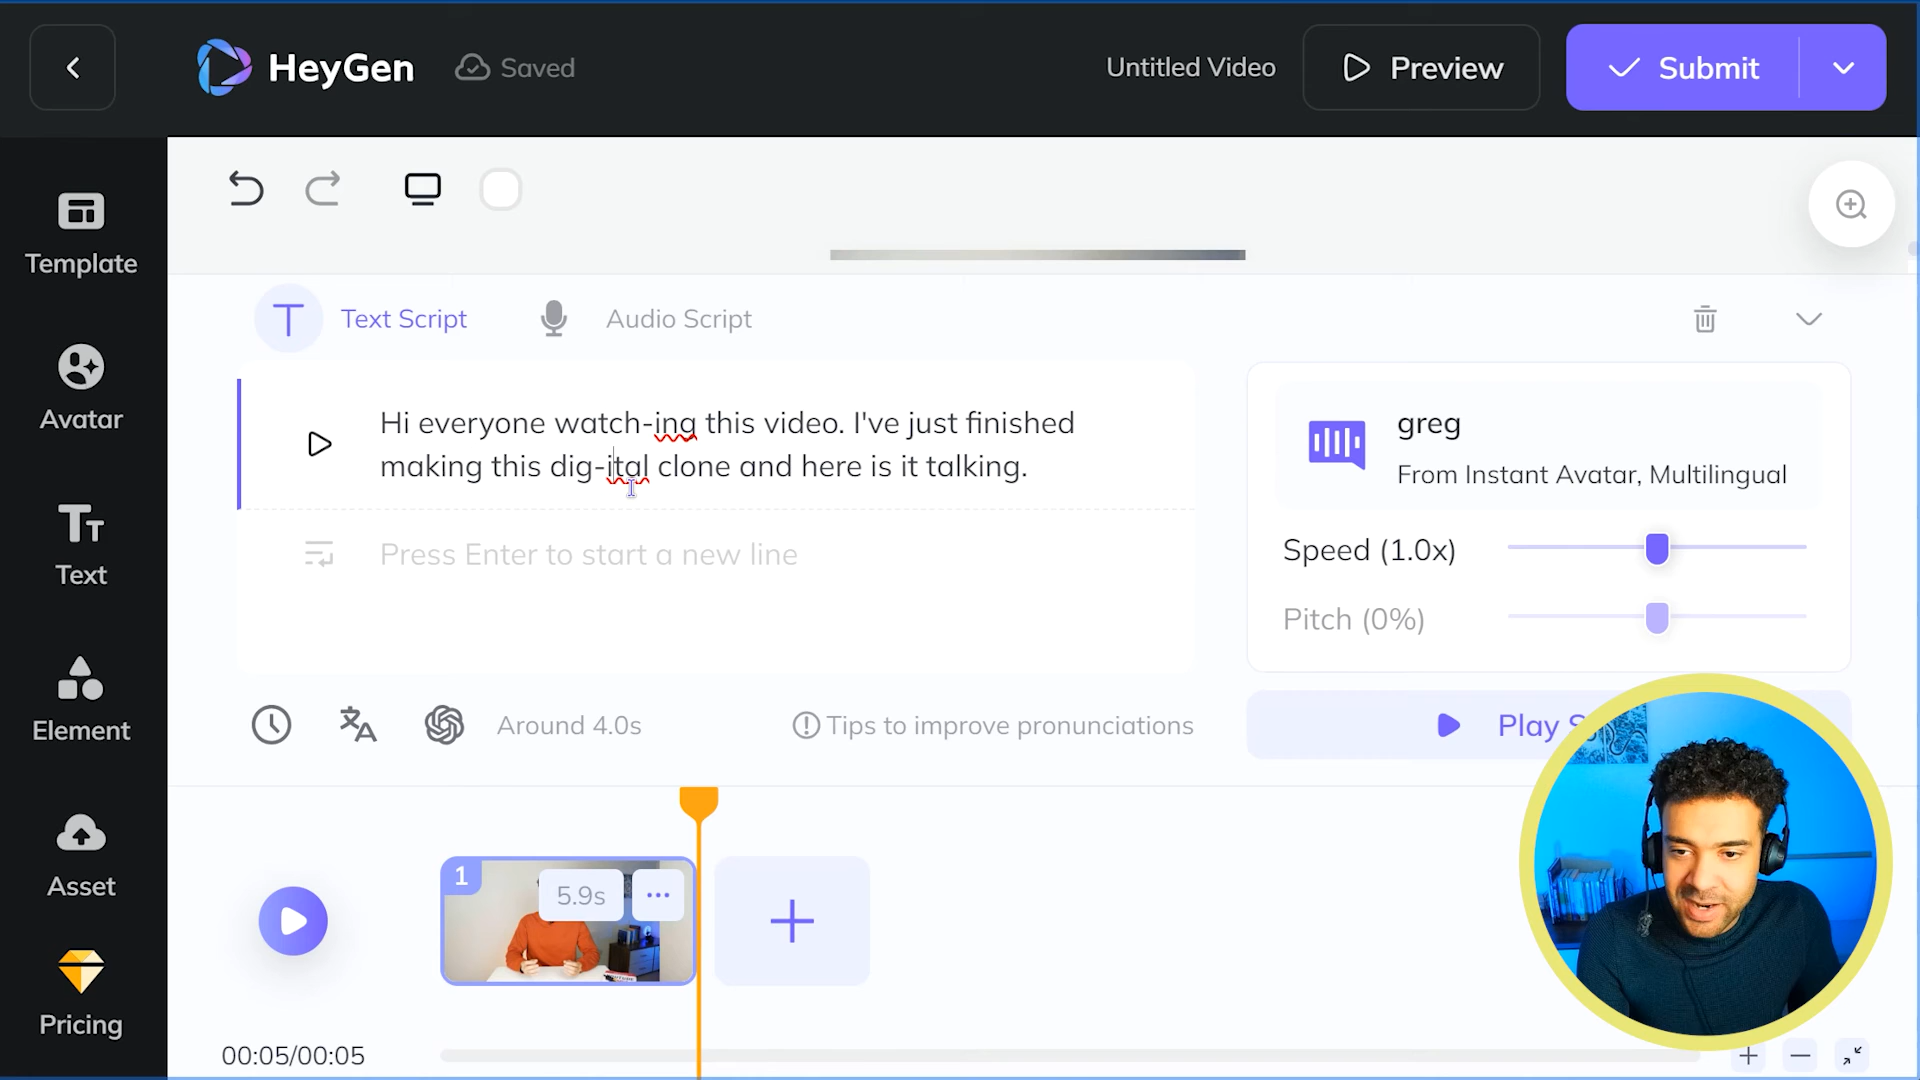 HeyGen
Saved
Untitled Video
Preview
Submit
Template
Avatar
Text
Element
Asset
Pricing
Text Script
Audio Script
Hi everyone watch-ing this video. I've just finished
making this dig-ital clone and here is it talking.
Press Enter to start a new line
Around 4.0s
Tips to improve pronunciations
greg
From Instant Avatar, Multilingual
Speed (1.0x)
Pitch (0%)
Play
1
5.9s
00:05/00:05